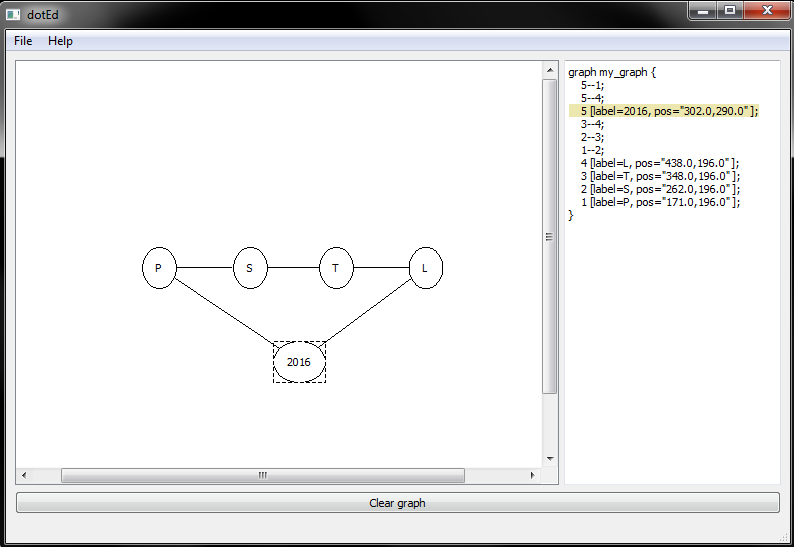 dotEd
File Help
graph my_graph {
5--1;
5--4;
5 [label=2016, pos="302.0,290.0"];
3--4;
2--3;
1--2;
4 [label=L, pos="438.0,196.0"];
3 [label=T, pos="348.0,196.0"];
2 [label=S, pos="262.0,196.0"];
1 [label=P, pos="171.0,196.0"];
}
P S T L
2016
Clear graph